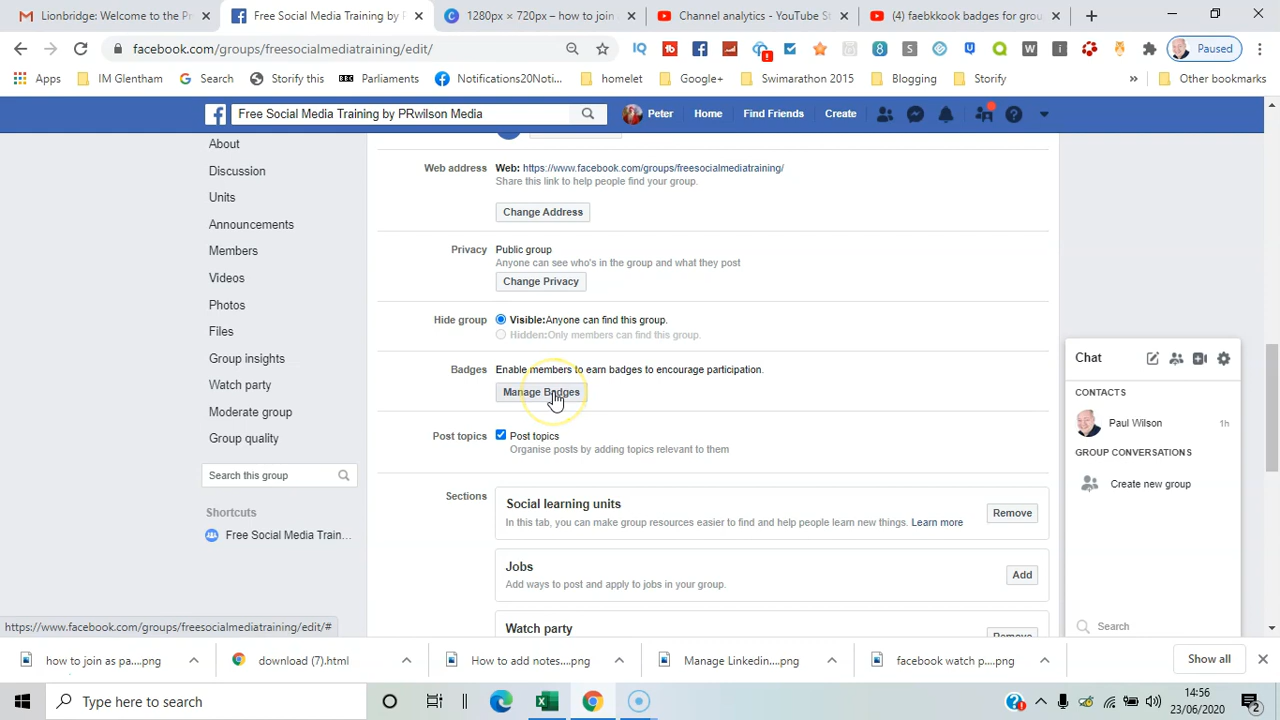 Lionbridge: Welcome to the Pr
Free Social Media Training by P
1280px × 720px – how to join
Channel analytics - YouTube St
(4) faebkkook badges for grou
facebook.com/groups/freesocialmediatraining/edit/
Paused
Apps
IM Glentham
Search
Storify this
BBC
Parliaments
Notifications20Noti...
homelet
Google+
Swimarathon 2015
Blogging
Storify
»
Other bookmarks
Free Social Media Training by PRwilson Media
Peter
Home
Find Friends
Create
About
Discussion
Units
Announcements
Members
Videos
Photos
Files
Group insights
Watch party
Moderate group
Group quality
Search this group
Shortcuts
Free Social Media Train...
Web address
Web: https://www.facebook.com/groups/freesocialmediatraining/
Share this link to help people find your group.
Change Address
Privacy
Public group
Anyone can see who's in the group and what they post
Change Privacy
Hide group
Visible:Anyone can find this group.
Hidden:Only members can find this group.
Badges
Enable members to earn badges to encourage participation.
Manage Badges
Post topics
Post topics
Organise posts by adding topics relevant to them
Sections
Social learning units
In this tab, you can make group resources easier to find and help people learn new things. Learn more
Remove
Jobs
Add ways to post and apply to jobs in your group.
Add
Watch party
Remove
Chat
CONTACTS
Paul Wilson
1h
GROUP CONVERSATIONS
Create new group
Search
https://www.facebook.com/groups/freesocialmediatraining/edit/#
how to join as pa....png
download (7).html
How to add notes....png
Manage Linkedin....png
facebook watch p....png
Show all
Type here to search
14:56
23/06/2020
2